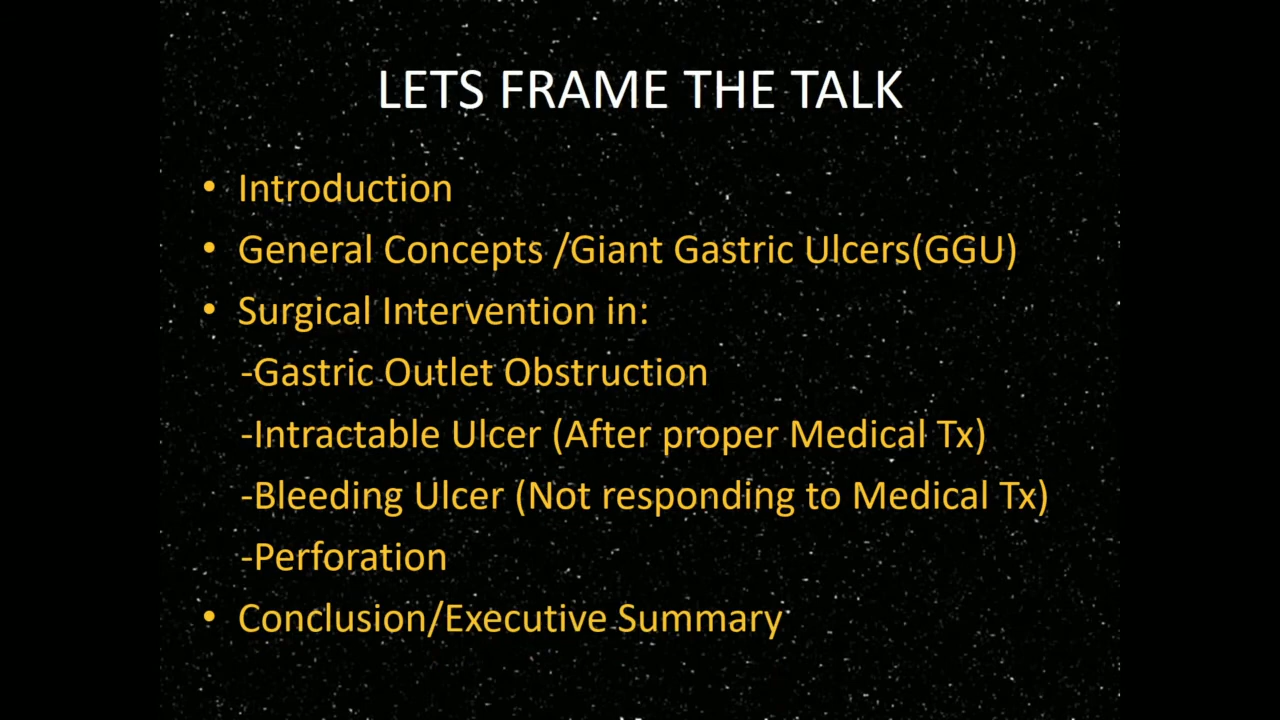 LETS FRAME THE TALK
• Introduction
• General Concepts /Giant Gastric Ulcers(GGU)
• Surgical Intervention in:
-Gastric Outlet Obstruction
-Intractable Ulcer (After proper Medical Tx)
-Bleeding Ulcer (Not responding to Medical Tx)
-Perforation
• Conclusion/Executive Summary